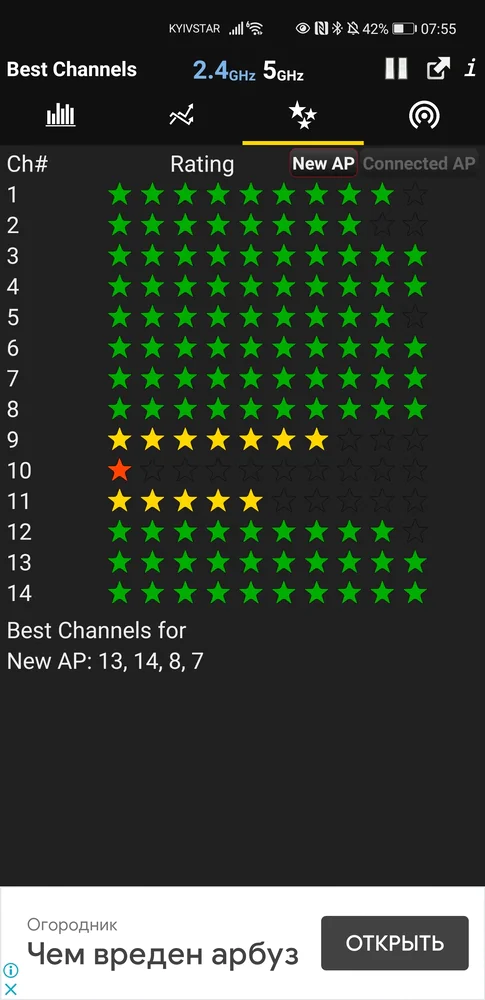 KYIVSTAR 6 42% 07:55
Best Channels 2.4GHz 5GHz i
Ch# Rating New AP Connected AP
1
2
3
4
5
6
7
8
9
10
11
12
13
14
Best Channels for
New AP: 13, 14, 8, 7
Огородник
Чем вреден арбуз
ОТКРЫТЬ